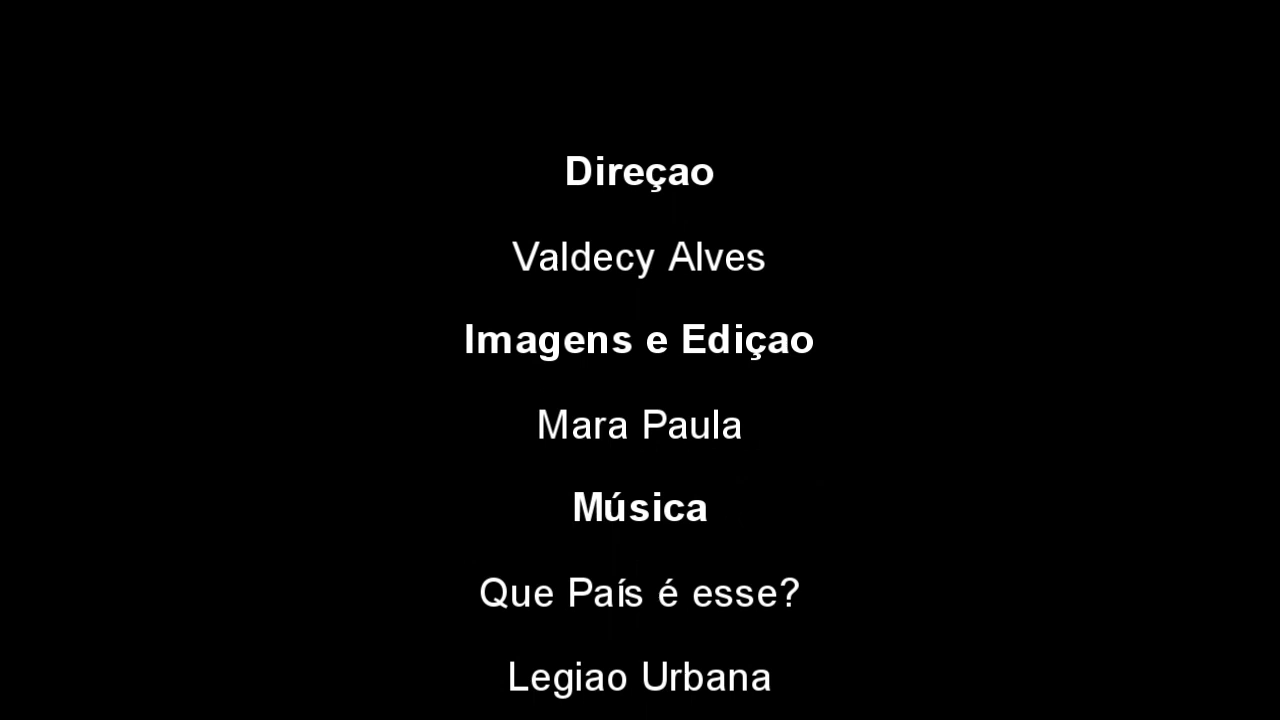 Direçao
Valdecy Alves
Imagens e Ediçao
Mara Paula
Música
Que País é esse?
Legiao Urbana